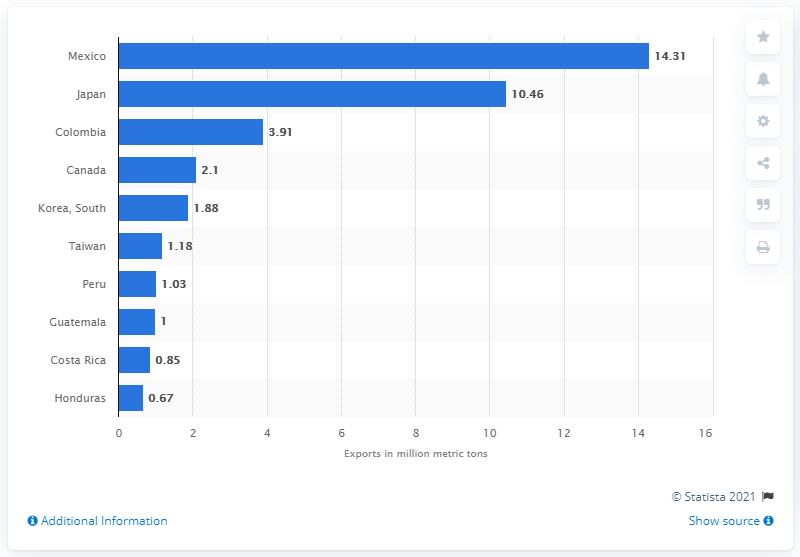 Mexico 14.31
Japan 10.46
Colombia 3.91
Canada 2.1
Korea, South 1.88
Taiwan 1.18
Peru 1.03
Guatemala 1
Costa Rica 0.85
Honduras 0.67
0 2 4 6 8 10 12 14 16
Exports in million metric tons
© Statista 2021
Additional Information Show source